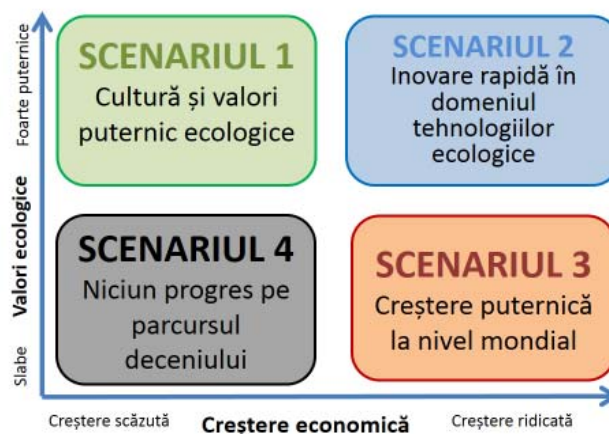 Foarte puternice
Valori ecologice
Slabe
SCENARIUL 1
Cultură și valori
puternic ecologice
SCENARIUL 2
Inovare rapidă în
domeniul
tehnologiilor
ecologice
SCENARIUL 4
Niciun progres pe
parcursul
deceniului
SCENARIUL 3
Creștere puternică
la nivel mondial
Creștere scăzută
Creștere economică
Creștere ridicată